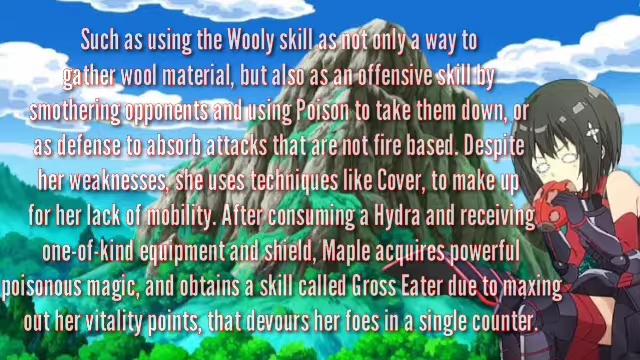 Such as using the Wooly skill as not only a way to
gather wool material, but also as an offensive skill by
smothering opponents and using Poison to take them down, or
as defense to absorb attacks that are not fire based. Despite
her weaknesses, she uses techniques like Cover, to make up
for her lack of mobility. After consuming a Hydra and receiving
one-of-kind equipment and shield, Maple acquires powerful
poisonous magic, and obtains a skill called Gross Eater due to maxing
out her vitality points, that devours her foes in a single counter.